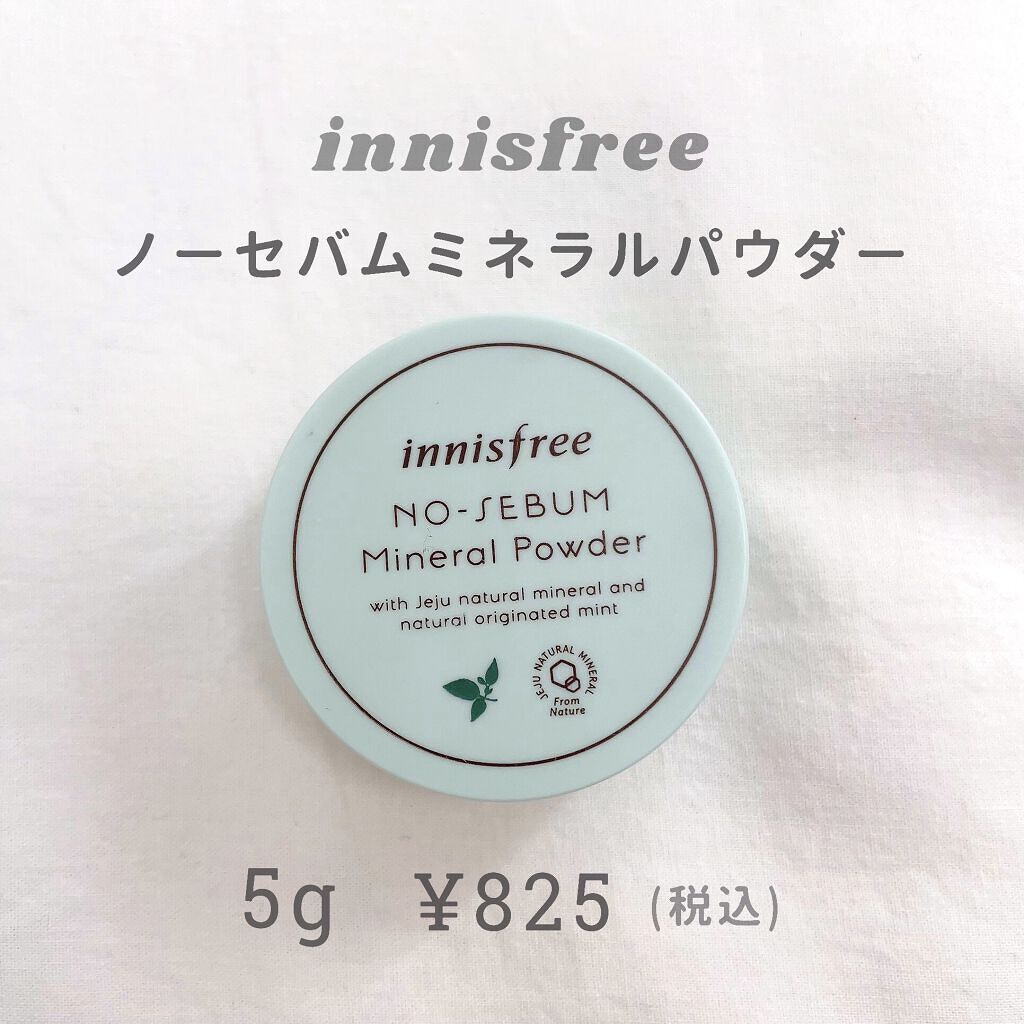 innisfree
ノーセバムミネラルパウダー
innisfree
NO-SEBUM
Mineral Powder
with Jeju natural mineral and
natural originated mint
JEJU NATURAL MINERAL
From
Nature
5g ¥825 (税込)